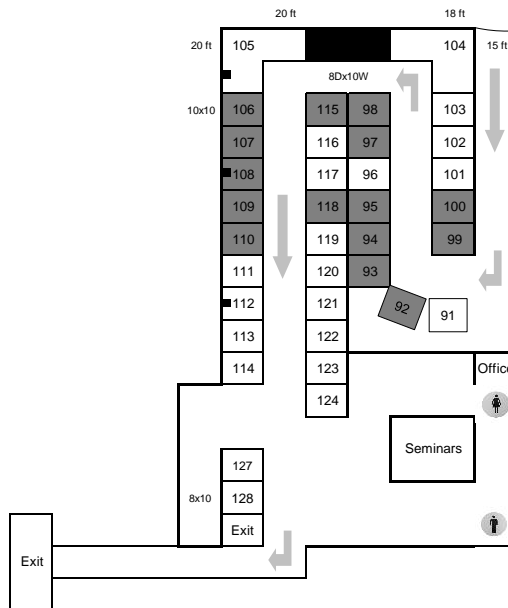 20 ft 18 ft
20 ft 105 104 15 ft
8Dx10W
10x10 106 115 98 103
107 116 97 102
108 117 96 101
109 118 95 100
110 119 94 99
111 120 93
112 121 92 91
113 122
114 123 Office
124
Seminars
127
8x10 128
Exit
Exit